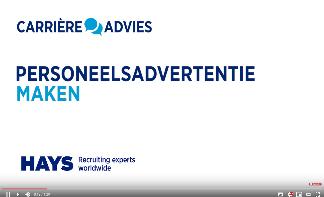 CARRIÈRE ADVIES
PERSONEELSADVERTENTIE
MAKEN
HAYS Recruiting experts
worldwide